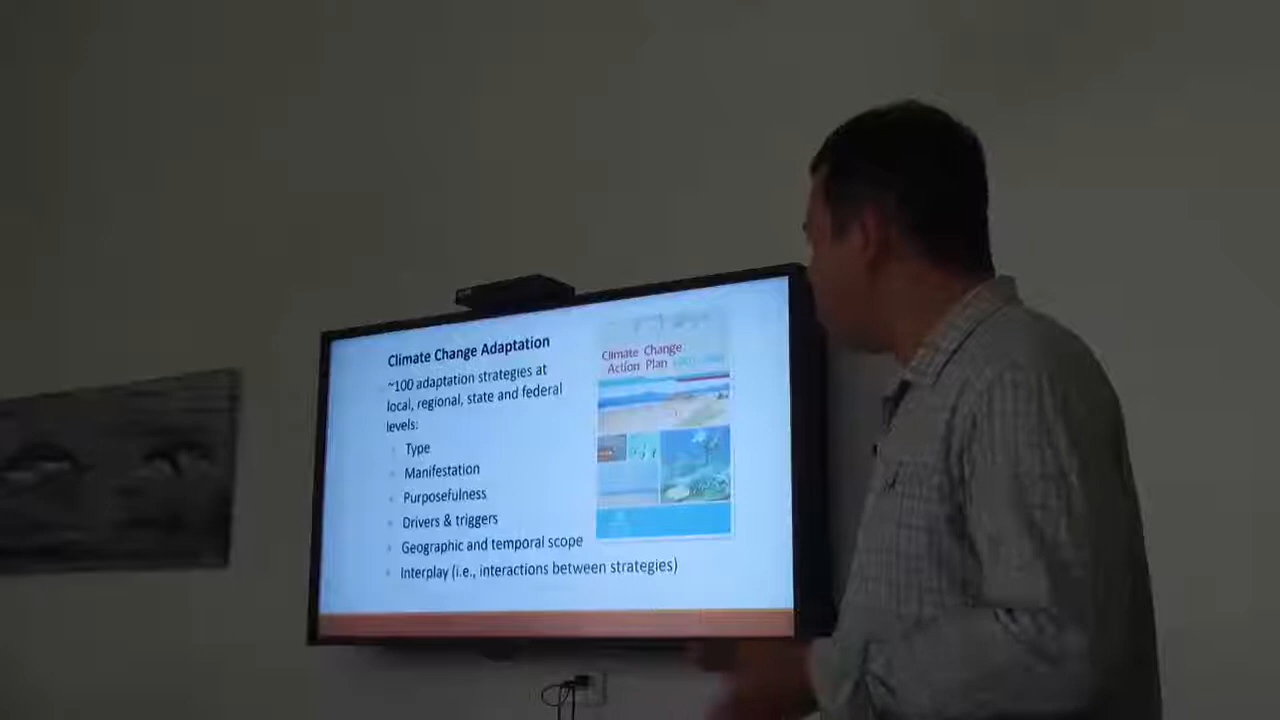 Climate Change Adaptation
~100 adaptation strategies at
local, regional, state and federal
levels:
Type
Manifestation
Purposefulness
Drivers & triggers
Geographic and temporal scope
Interplay (i.e., interactions between strategies)
Climate Change
Action Plan